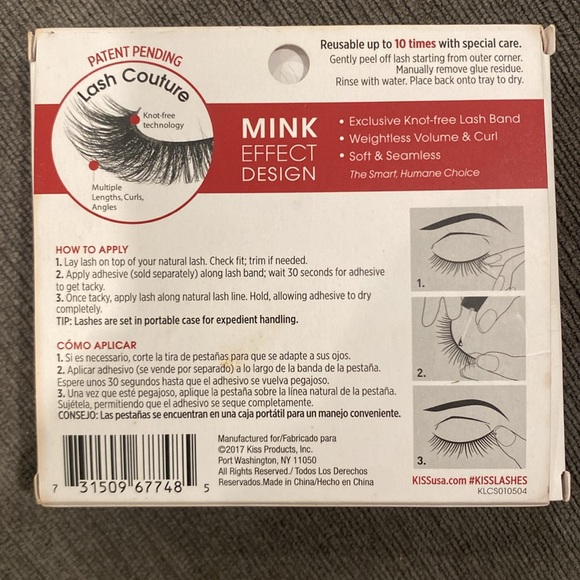 PATENT PENDING
Lash Couture
Knot-free
technology
Multiple
Lengths, Curls,
Angles
Reusable up to 10 times with special care.
Gently peel off lash starting from outer corner.
Manually remove glue residue.
Rinse with water. Place back onto tray to dry.
MINK
EFFECT
DESIGN
• Exclusive Knot-free Lash Band
• Weightless Volume & Curl
• Soft & Seamless
The Smart, Humane Choice
HOW TO APPLY
1. Lay lash on top of your natural lash. Check fit; trim if needed.
2. Apply adhesive (sold separately) along lash band; wait 30 seconds for adhesive
to get tacky.
3. Once tacky, apply lash along natural lash line. Hold, allowing adhesive to dry
completely.
TIP: Lashes are set in portable case for expedient handling.
CÓMO APLICAR
1. Si es necesario, corte la tira de pestañas para que se adapte a sus ojos.
2. Aplicar adhesivo (se vende por separado) a lo largo de la banda de la pestaña.
Espere unos 30 segundos hasta que el adhesivo se vuelva pegajoso.
3. Una vez que esté pegajoso, aplique la pestaña sobre la línea natural de la pestaña.
Sujétela, permitiendo que el adhesivo se seque completamente.
CONSEJO: Las pestañas se encuentran en una caja portátil para un manejo conveniente.
1.
2.
3.
7 31509 67748 5
Manufactured for/Fabricado para
©2017 Kiss Products, Inc.
Port Washington, NY 11050
All Rights Reserved./ Todos Los Derechos
Reservados.Made in China/Hecho en China
KISSusa.com #KISSLASHES
KLCS010504